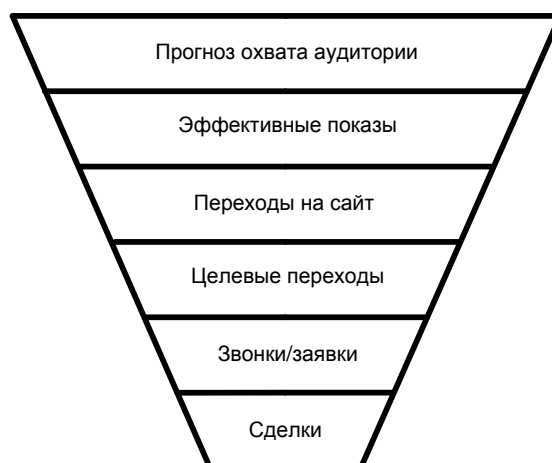 Прогноз охвата аудитории
Эффективные показы
Переходы на сайт
Целевые переходы
Звонки/заявки
Сделки